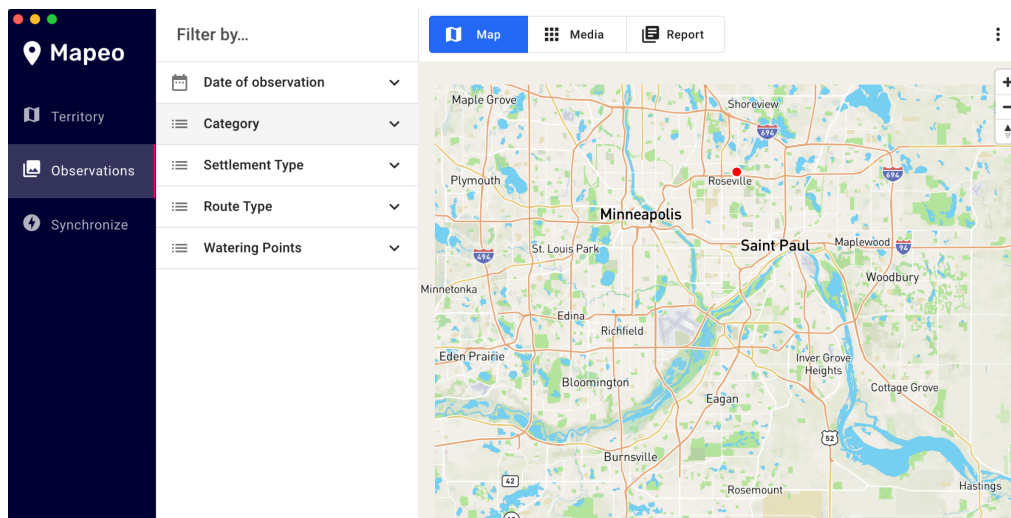 Mapeo
Territory
Observations
Synchronize
Filter by...
Date of observation
Category
Settlement Type
Route Type
Watering Points
Map
Media
Report
Maple Grove
Shoreview
694
Plymouth
Roseville
694
Minneapolis
494
St. Louis Park
Saint Paul
Maplewood
94
Woodbury
Minnetonka
Edina
Richfield
Eden Prairie
Inver Grove
Heights
Bloomington
Cottage Grove
Eagan
52
Burnsville
42
Rosemount
Hastings